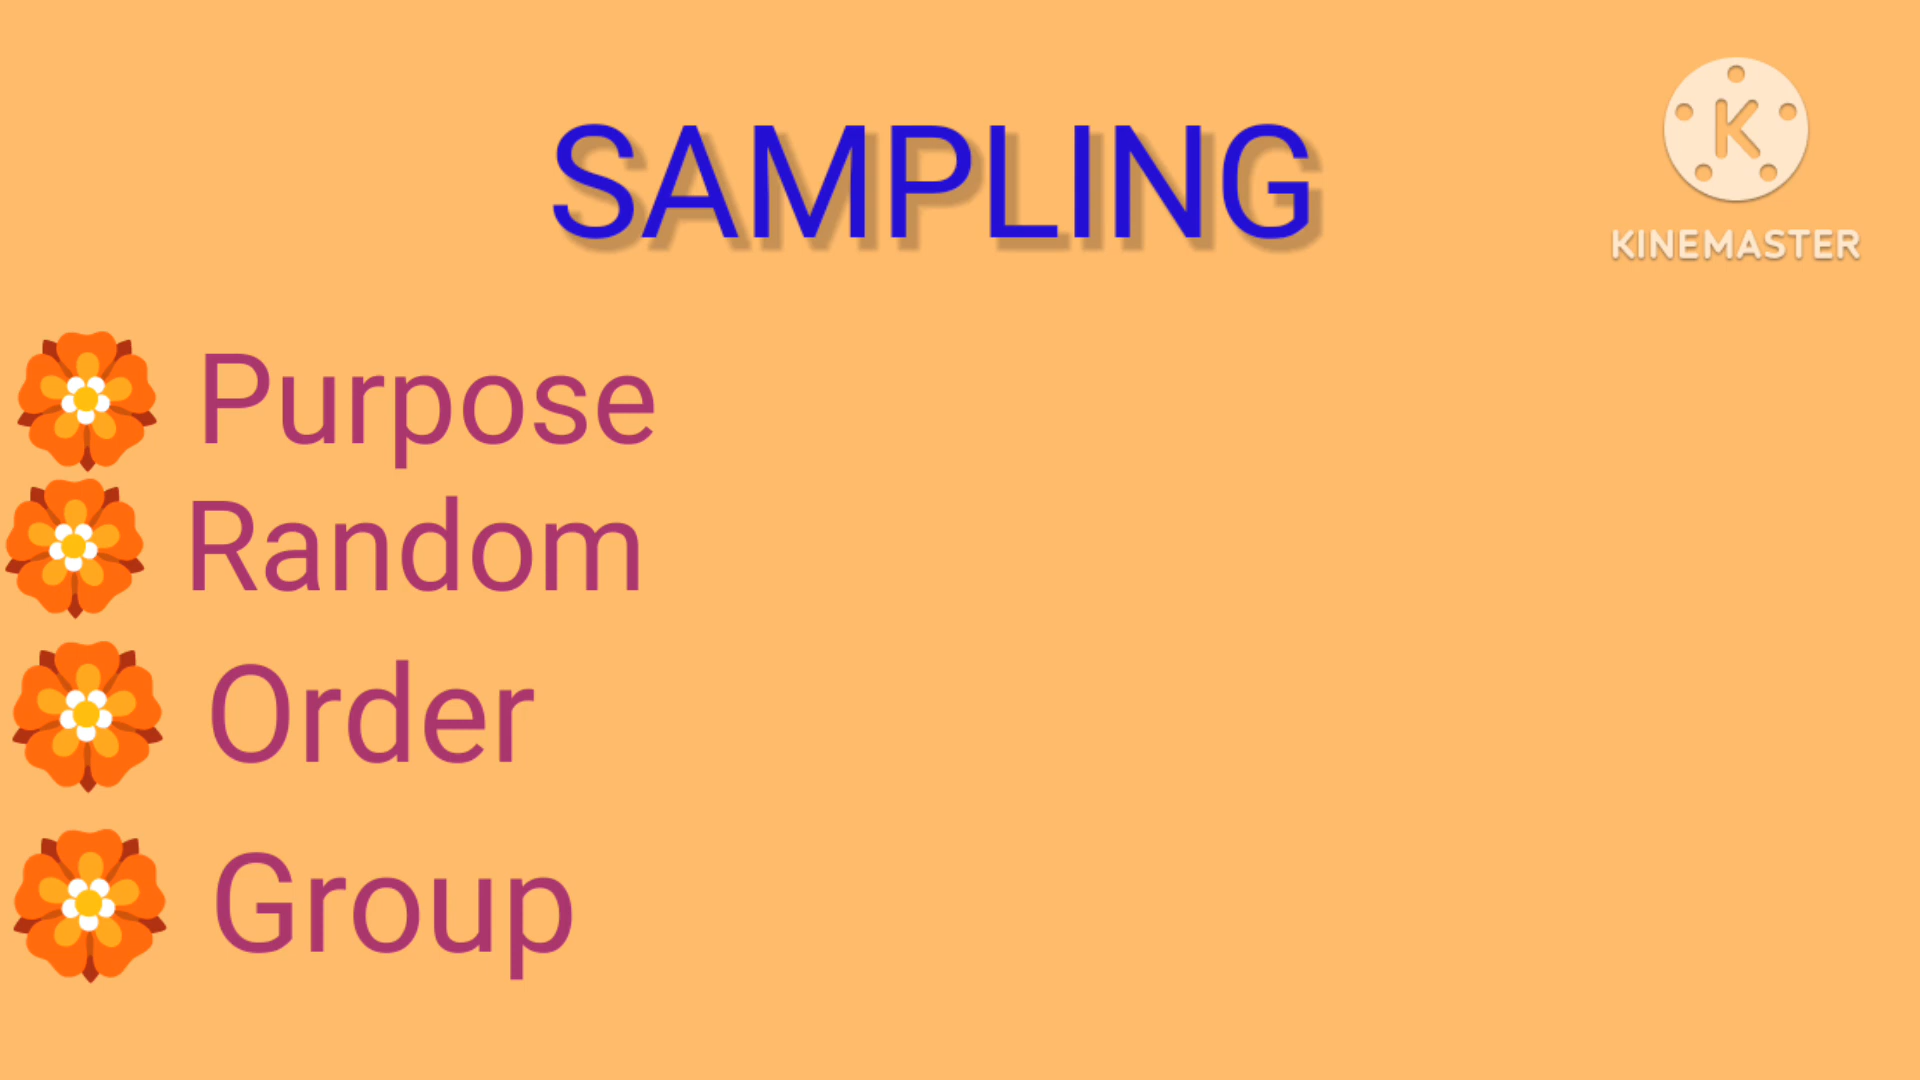 SAMPLING
K
KINEMASTER
Purpose
Random
Order
Group